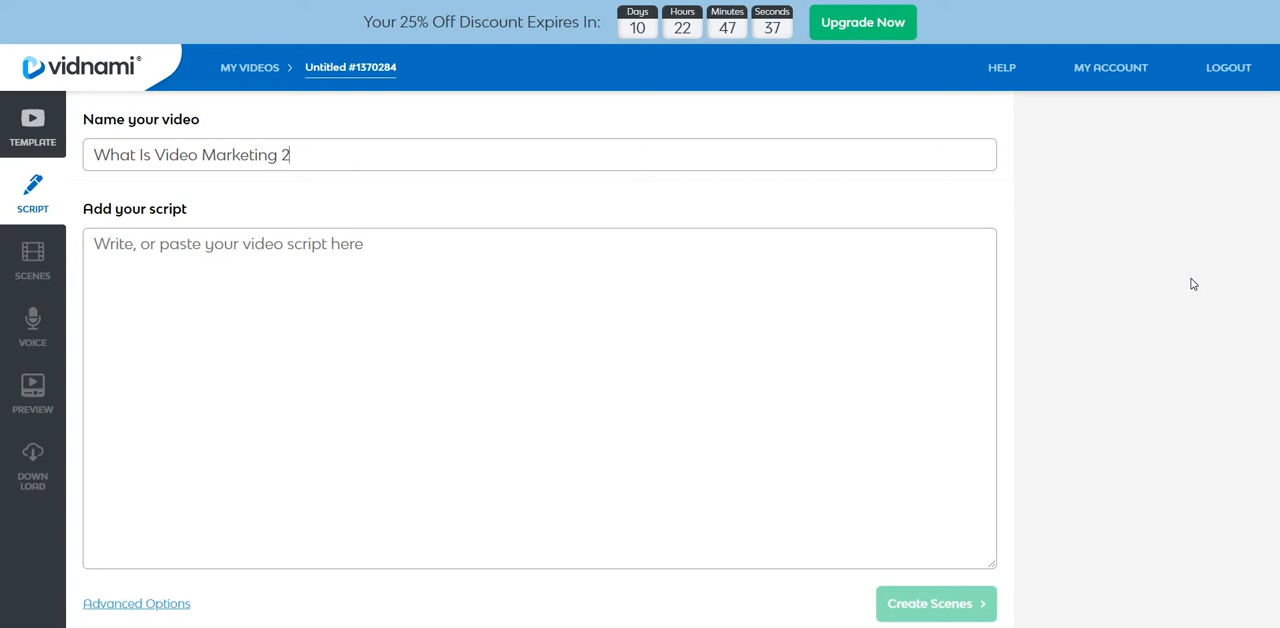 Your 25% Off Discount Expires In:
Days
10
Hours
22
Minutes
47
Seconds
37
Upgrade Now
vidnami®
MY VIDEOS > Untitled #1370284
HELP
MY ACCOUNT
LOGOUT
TEMPLATE
SCRIPT
SCENES
VOICE
PREVIEW
DOWN
LOAD
Name your video
What Is Video Marketing 2
Add your script
Write, or paste your video script here
Advanced Options
Create Scenes >